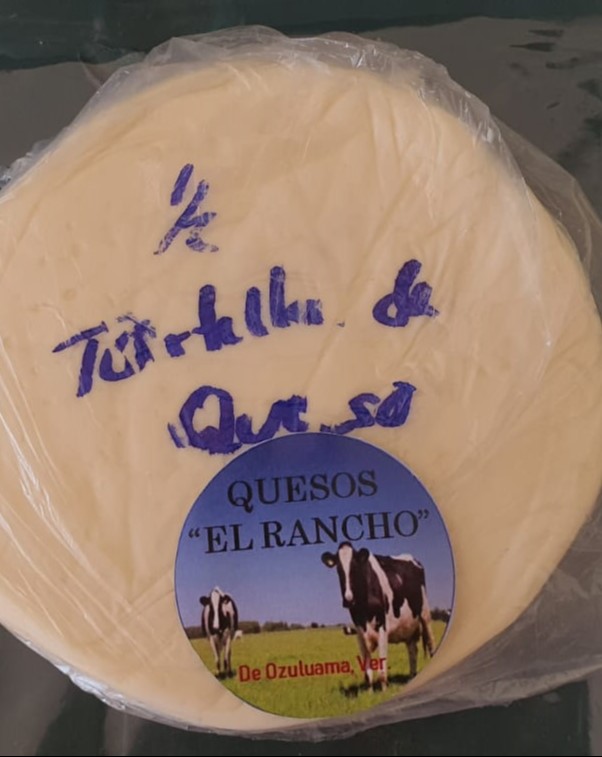 1/2
Tortilla de
Queso
QUESOS
“EL RANCHO”
De Ozuluama, Ver.